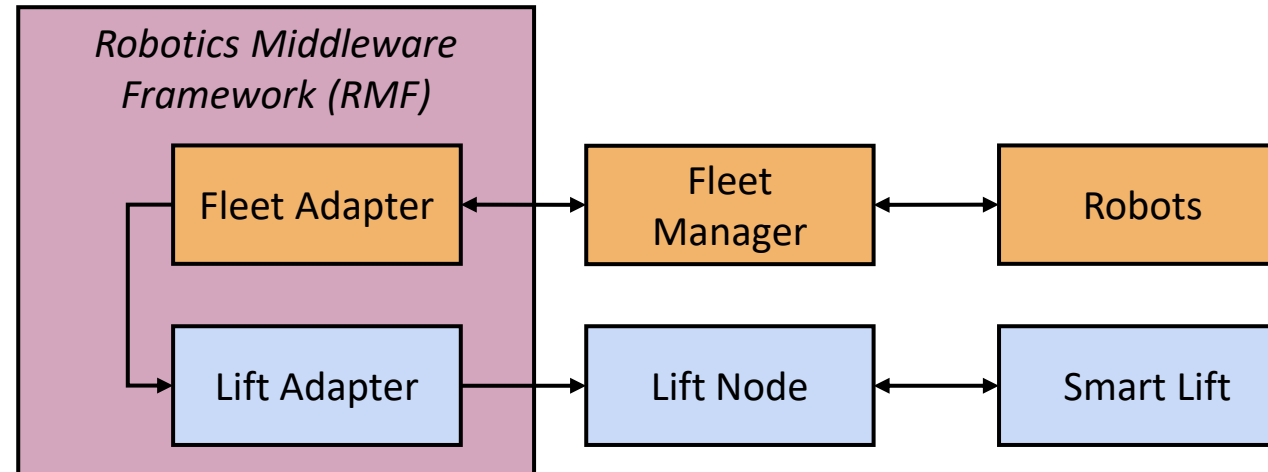 Robotics Middleware
Framework (RMF)
Fleet Adapter
Fleet
Manager
Robots
Lift Adapter
Lift Node
Smart Lift